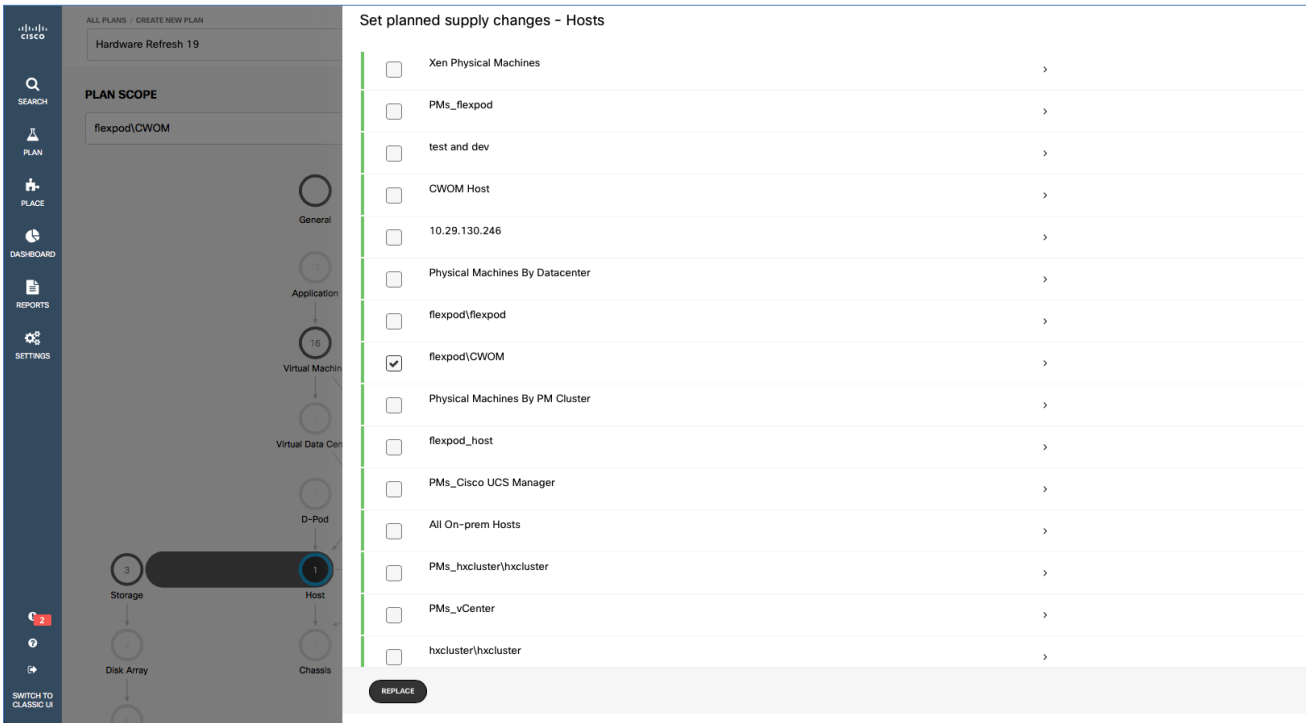 cisco
SEARCH
PLAN
PLACE
DASHBOARD
REPORTS
SETTINGS
2
SWITCH TO
CLASSIC UI
ALL PLANS / CREATE NEW PLAN
Hardware Refresh 19
PLAN SCOPE
flexpod\CWOM
General
Application
16
Virtual Machin
Virtual Data Cen
D-Pod
3
1
Storage
Host
Disk Array
Chassis
Set planned supply changes - Hosts
Xen Physical Machines
PMs_flexpod
test and dev
CWOM Host
10.29.130.246
Physical Machines By Datacenter
flexpod\flexpod
flexpod\CWOM
Physical Machines By PM Cluster
flexpod_host
PMs_Cisco UCS Manager
All On-prem Hosts
PMs_hxcluster\hxcluster
PMs_vCenter
hxcluster\hxcluster
REPLACE